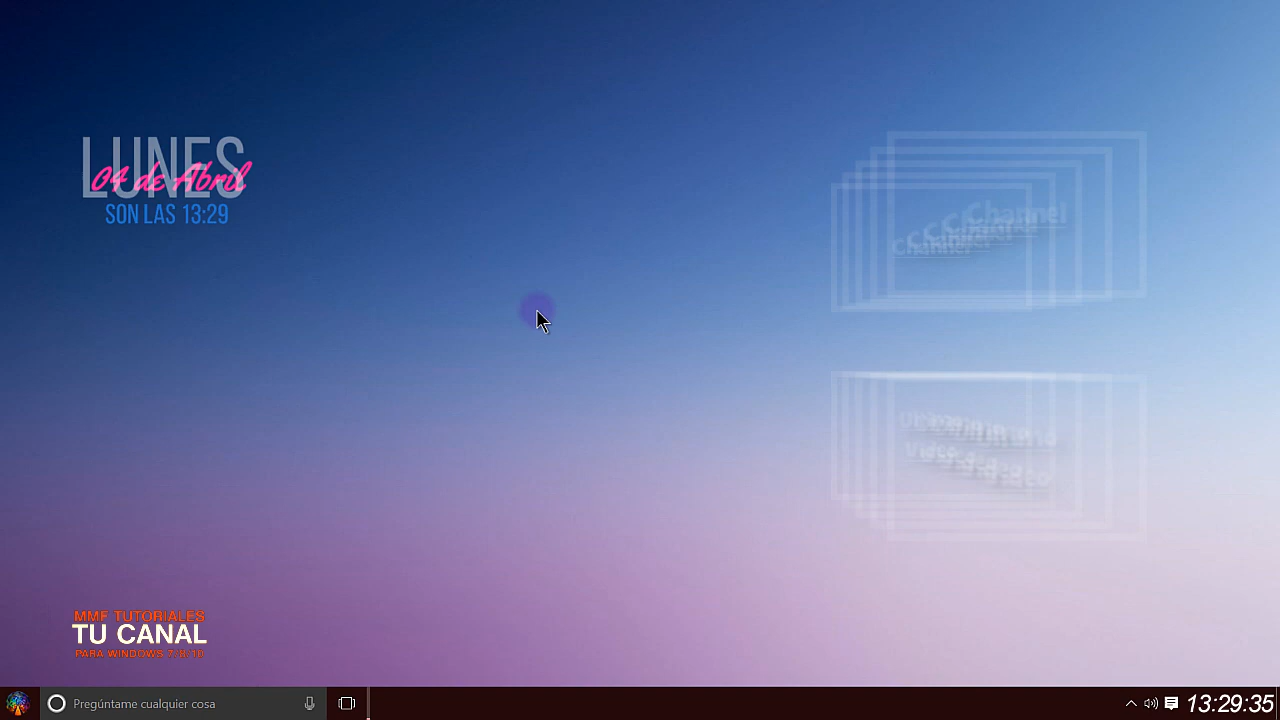 LUNES
04 de Abril
SON LAS 13:29
Channel
MMF TUTORIALES
TU CANAL
PARA WINDOWS 7/8/10
Pregúntame cualquier cosa
13:29:35